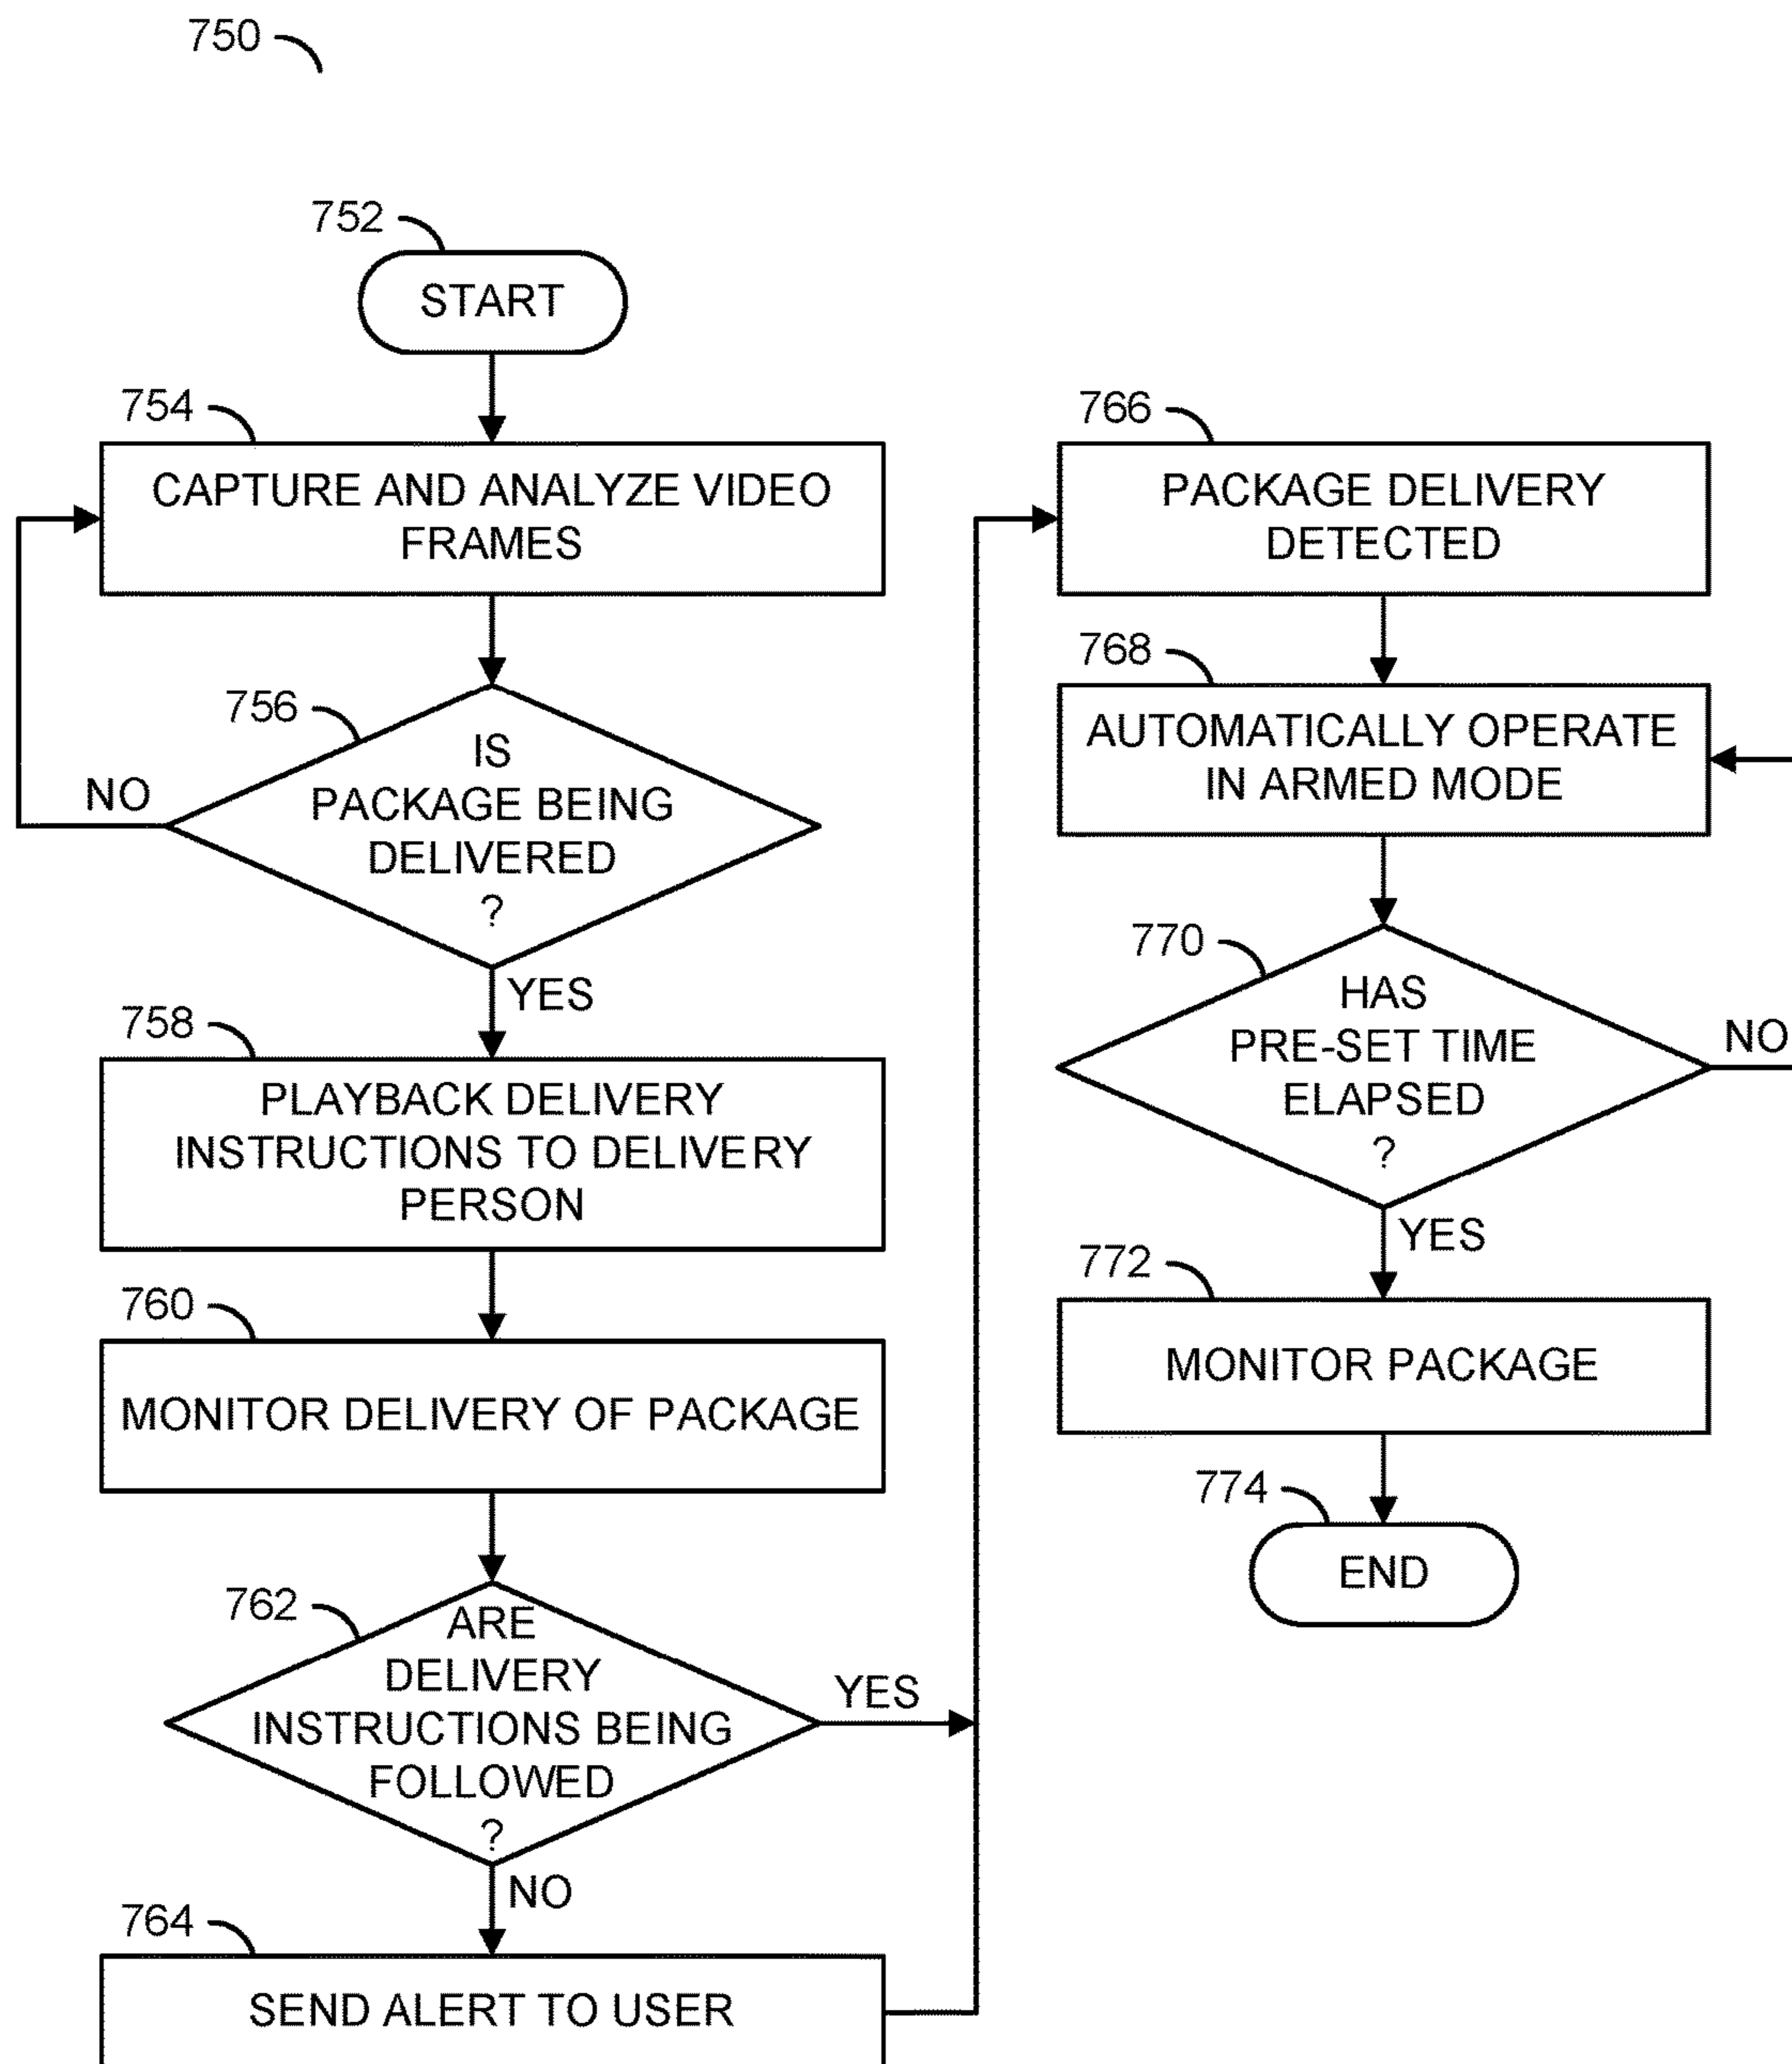 750
752
START
754
CAPTURE AND ANALYZE VIDEO
FRAMES
756
IS
PACKAGE BEING
DELIVERED
?
NO
YES
758
PLAYBACK DELIVERY
INSTRUCTIONS TO DELIVERY
PERSON
760
MONITOR DELIVERY OF PACKAGE
762
ARE
DELIVERY
INSTRUCTIONS BEING
FOLLOWED
?
YES
NO
764
SEND ALERT TO USER
766
PACKAGE DELIVERY
DETECTED
768
AUTOMATICALLY OPERATE
IN ARMED MODE
770
HAS
PRE-SET TIME
ELAPSED
?
NO
YES
772
MONITOR PACKAGE
774
END